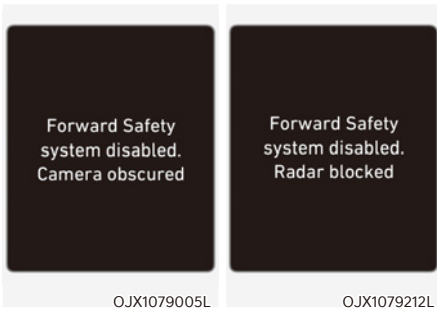 Forward Safety
system disabled.
Camera obscured
OJX1079005L
Forward Safety
system disabled.
Radar blocked
OJX1079212L